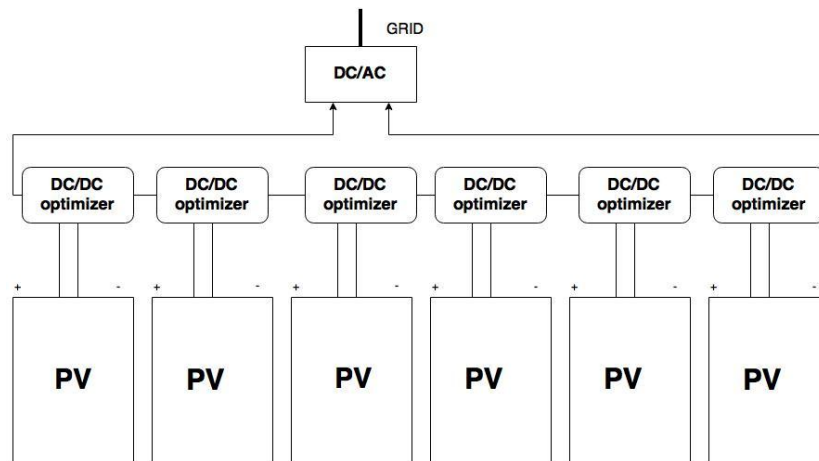 GRID
DC/AC
DC/DC
optimizer
DC/DC
optimizer
DC/DC
optimizer
DC/DC
optimizer
DC/DC
optimizer
DC/DC
optimizer
+ - + - + - + - + - + -
PV PV PV PV PV PV